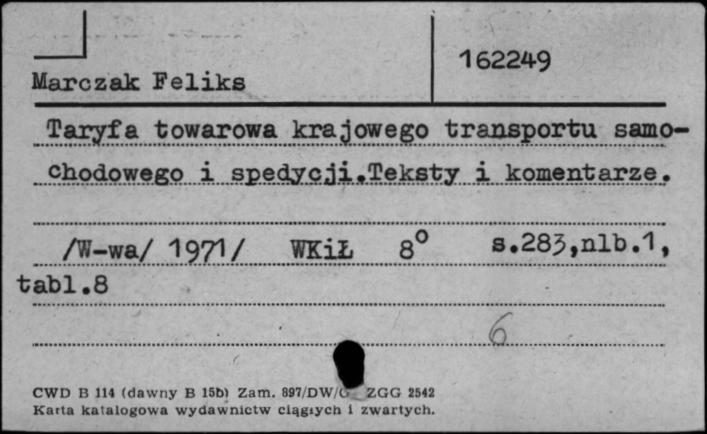 162249
Marczak Feliks
Taryfa towarowa krajowego transportu samo-
chodowego i spedycji.Teksty i komentarze.
/W-wa/ 1971/ WKiŁ 8° s.283,nlb.1,
tabl.8
6
CWD B 114 (dawny B 15b) Zam. 897/DW/ ZGG 2542
Karta katalogowa wydawnictw ciągłych i zwartych.